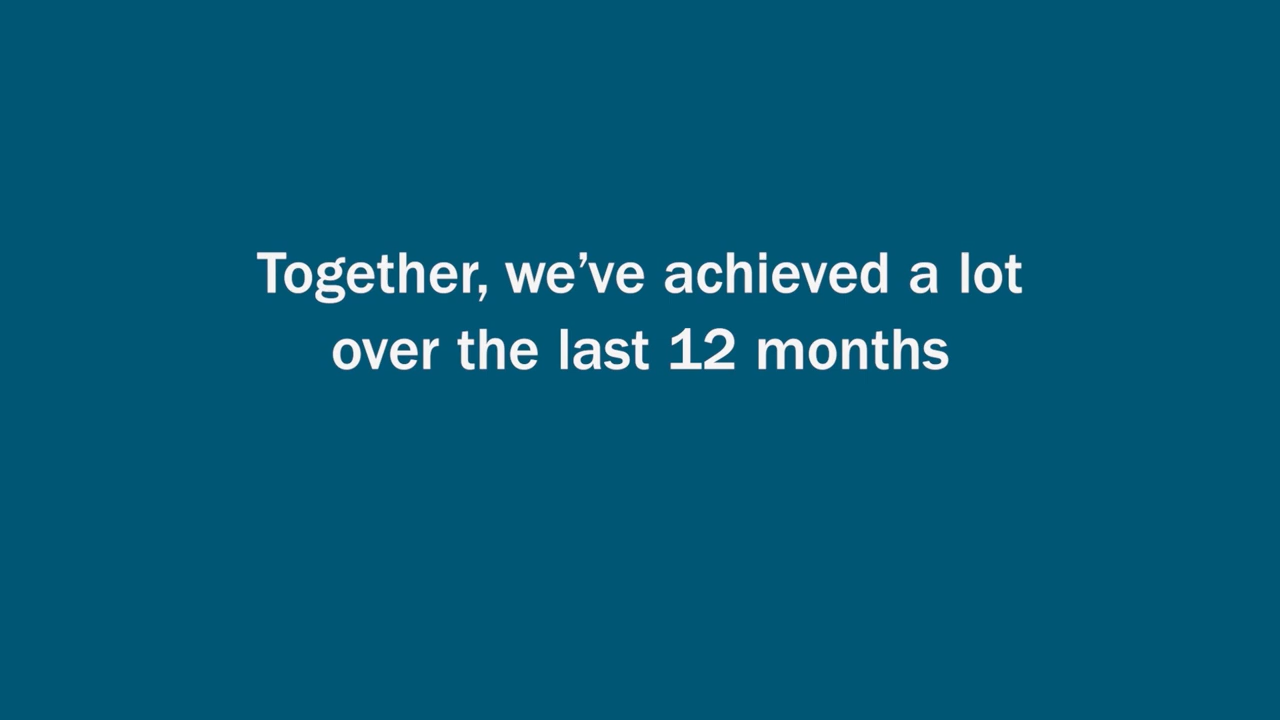 Together, we’ve achieved a lot
over the last 12 months